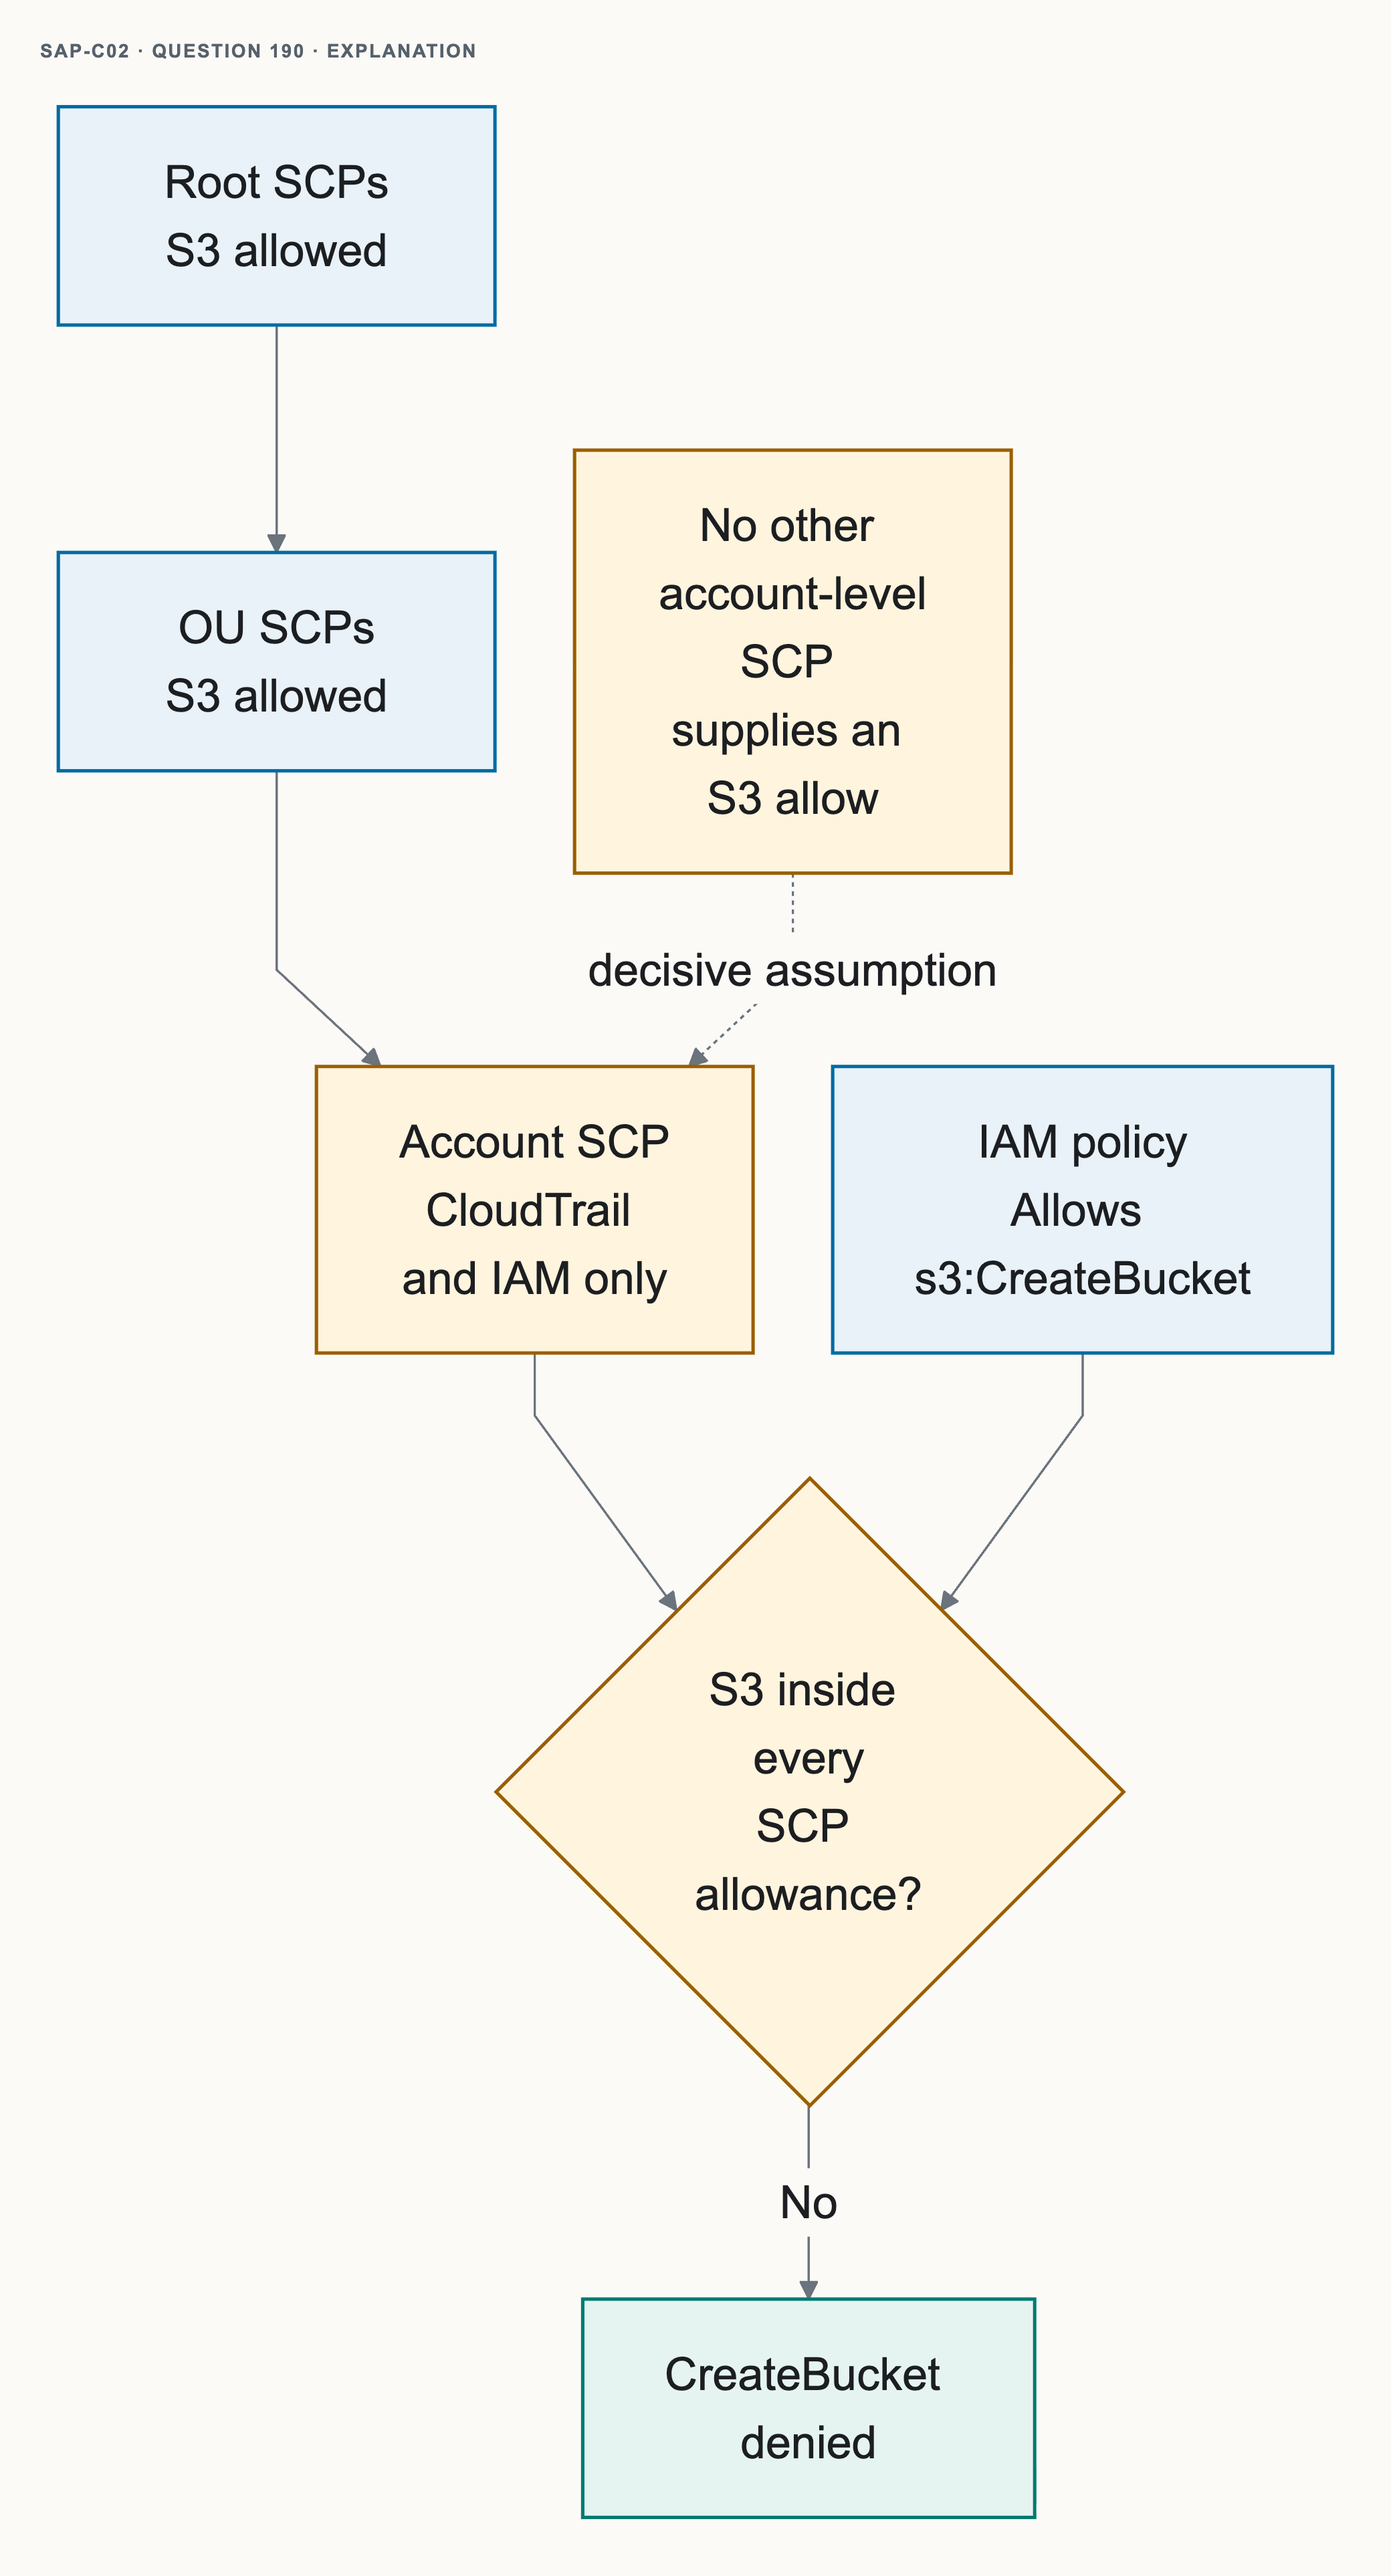 SAP-C02 · QUESTION 190 · EXPLANATION
Root SCPs
S3 allowed
OU SCPs
S3 allowed
No other
account-level
SCP
supplies an
S3 allow
decisive assumption
Account SCP
CloudTrail
and IAM only
IAM policy
Allows
s3:CreateBucket
S3 inside
every
SCP
allowance?
No
CreateBucket
denied